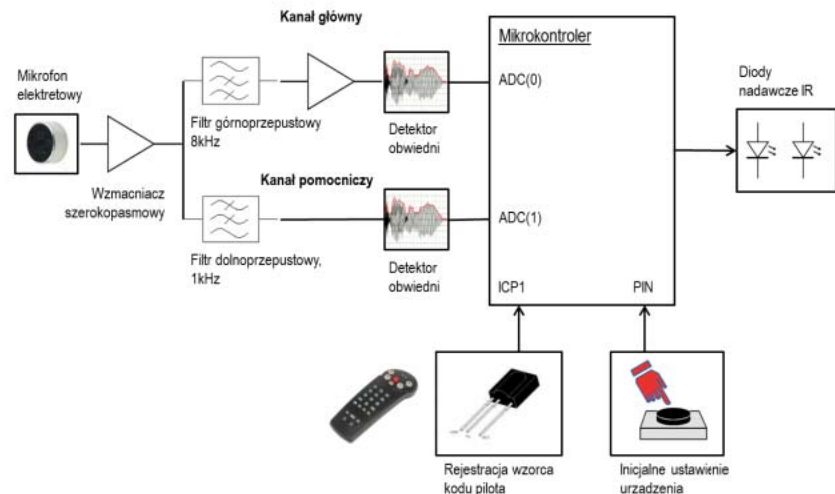 Kanał główny
Mikrokontroler
Mikrofon
elektretowy
ADC(0)
Diody
nadawcze IR
Filtr górnoprzepustowy
8kHz
Detektor
obwiedni
Wzmacniacz
szerokopasmowy
Kanał pomocniczy
ADC(1)
Filtr dolnoprzepustowy,
1kHz
Detektor
obwiedni
ICP1
PIN
Rejestracja wzorca
kodu pilota
Inicjalne ustawienie
urządzenia